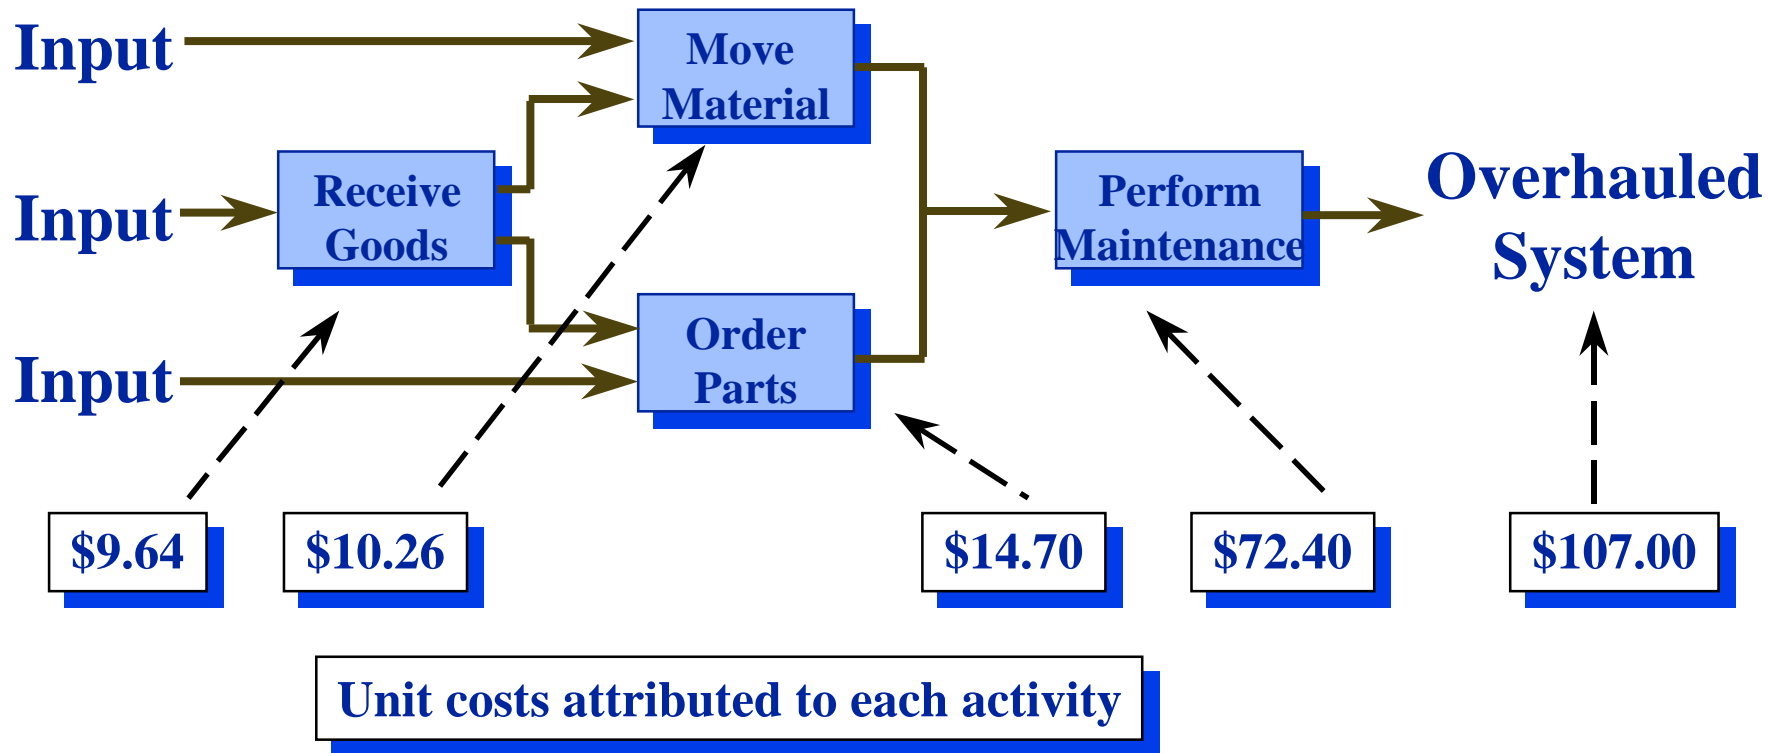 Input
Move
Material
Input
Receive
Goods
Perform
Maintenance
Overhauled
System
Input
Order
Parts
$9.64
$10.26
$14.70
$72.40
$107.00
Unit costs attributed to each activity